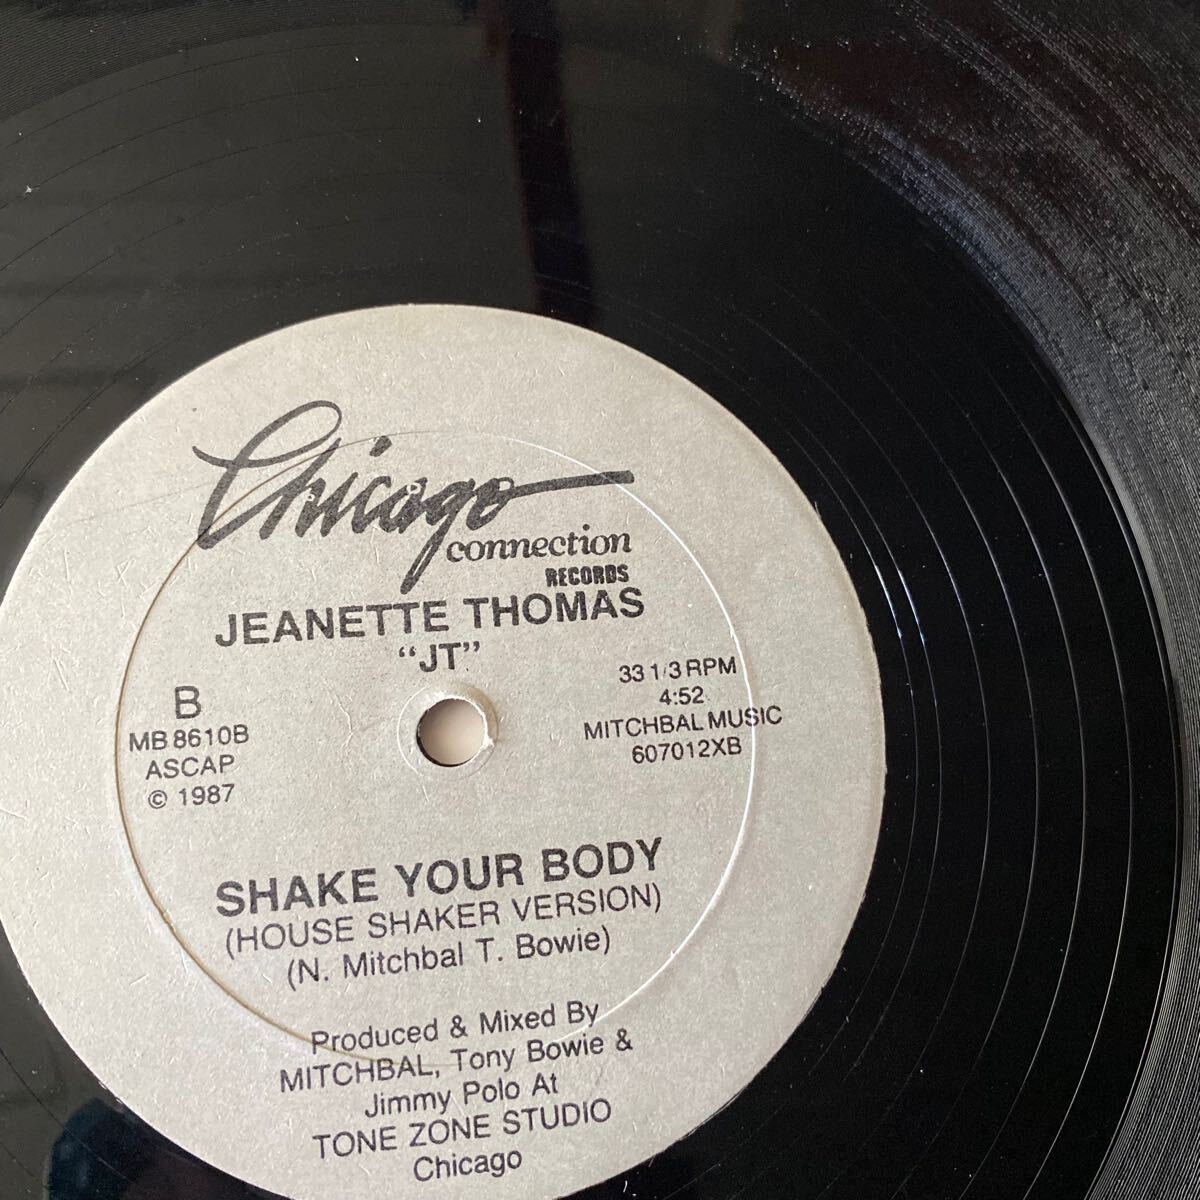 Chicago
connection
RECORDS
JEANETTE THOMAS
"JT"
B
MB 8610B
ASCAP
© 1987
33 1/3 RPM
4:52
MITCHBAL MUSIC
607012XB
SHAKE YOUR BODY
(HOUSE SHAKER VERSION)
(N. Mitchbal T. Bowie)
Produced & Mixed By
MITCHBAL, Tony Bowie &
Jimmy Polo At
TONE ZONE STUDIO
Chicago